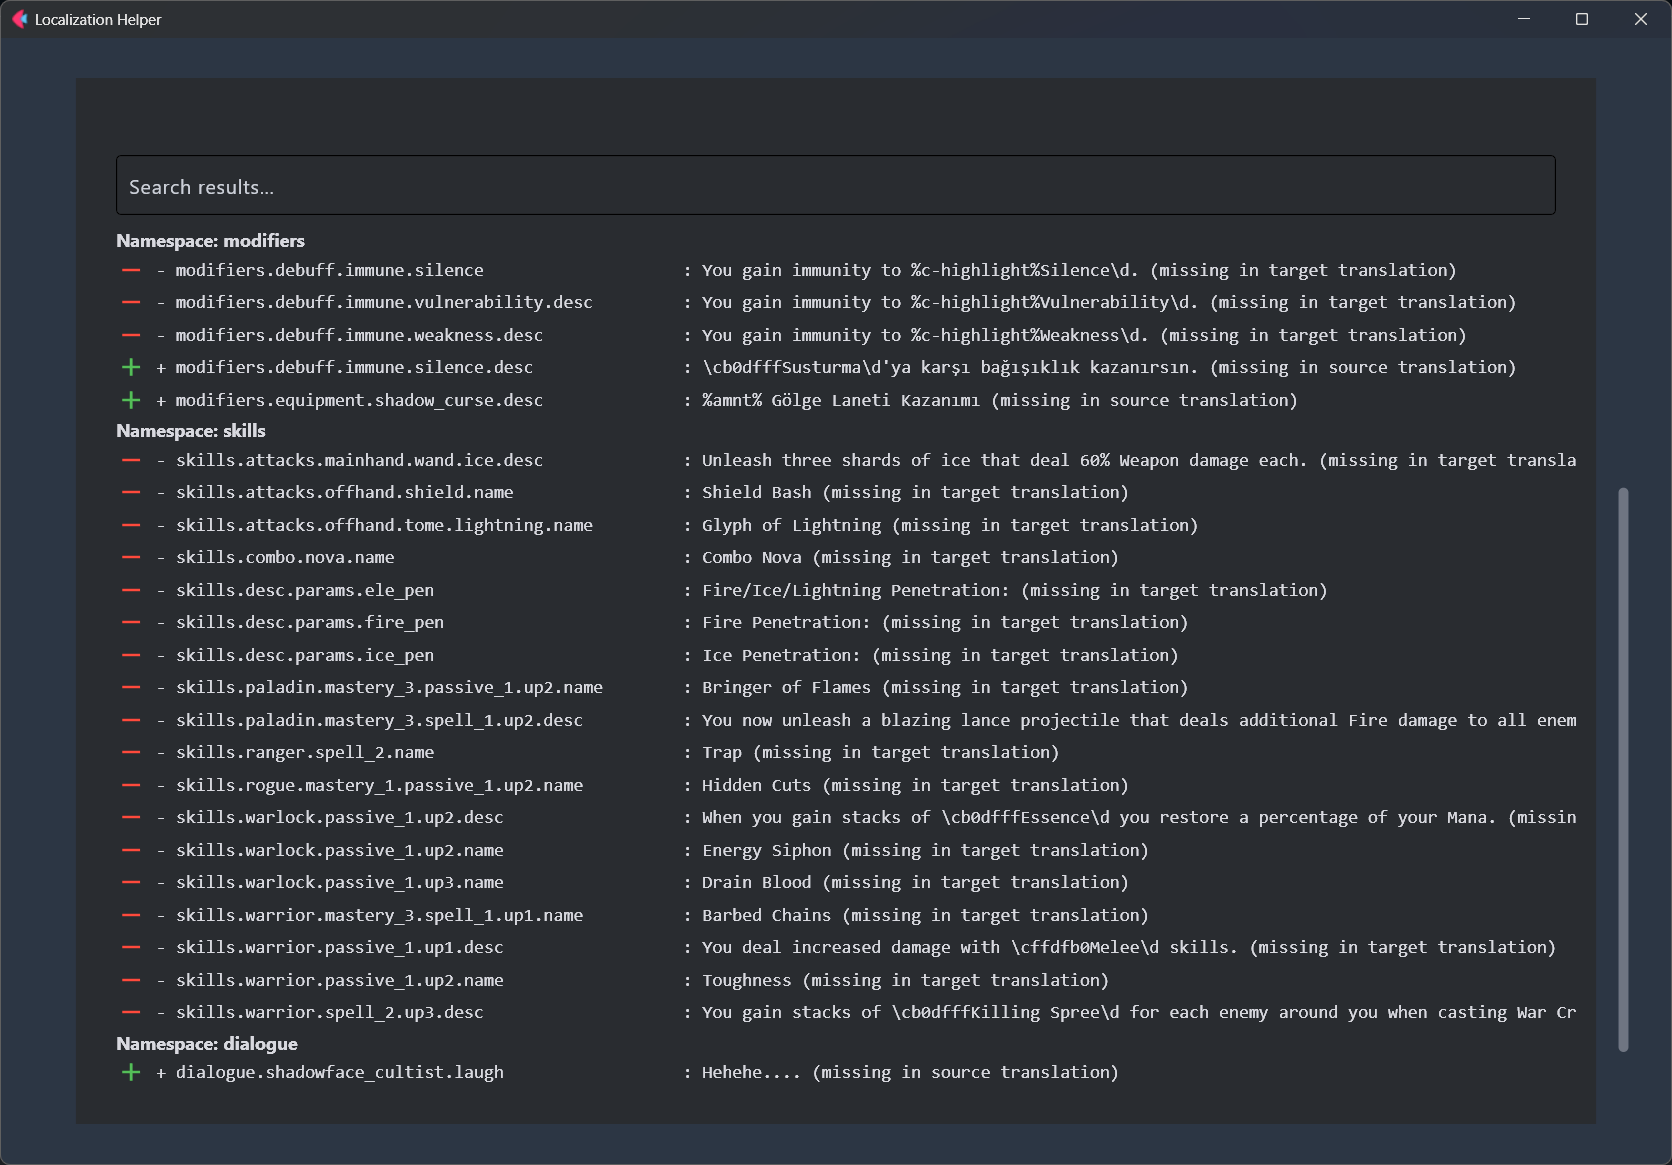 Localization Helper
Search results...
Namespace: modifiers
- modifiers.debuff.immune.silence : You gain immunity to %c-highlight%Silence\d. (missing in target translation)
- modifiers.debuff.immune.vulnerability.desc : You gain immunity to %c-highlight%Vulnerability\d. (missing in target translation)
- modifiers.debuff.immune.weakness.desc : You gain immunity to %c-highlight%Weakness\d. (missing in target translation)
+ modifiers.debuff.immune.silence.desc : \cb0dfffSusturma\d'ya karşı bağışıklık kazanırsın. (missing in source translation)
+ modifiers.equipment.shadow_curse.desc : %amnt% Gölge Laneti Kazanımı (missing in source translation)
Namespace: skills
- skills.attacks.mainhand.wand.ice.desc : Unleash three shards of ice that deal 60% Weapon damage each. (missing in target transla
- skills.attacks.offhand.shield.name : Shield Bash (missing in target translation)
- skills.attacks.offhand.tome.lightning.name : Glyph of Lightning (missing in target translation)
- skills.combo.nova.name : Combo Nova (missing in target translation)
- skills.desc.params.ele_pen : Fire/Ice/Lightning Penetration: (missing in target translation)
- skills.desc.params.fire_pen : Fire Penetration: (missing in target translation)
- skills.desc.params.ice_pen : Ice Penetration: (missing in target translation)
- skills.paladin.mastery_3.passive_1.up2.name : Bringer of Flames (missing in target translation)
- skills.paladin.mastery_3.spell_1.up2.desc : You now unleash a blazing lance projectile that deals additional Fire damage to all enem
- skills.ranger.spell_2.name : Trap (missing in target translation)
- skills.rogue.mastery_1.passive_1.up2.name : Hidden Cuts (missing in target translation)
- skills.warlock.passive_1.up2.desc : When you gain stacks of \cb0dfffEssence\d you restore a percentage of your Mana. (missin
- skills.warlock.passive_1.up2.name : Energy Siphon (missing in target translation)
- skills.warlock.passive_1.up3.name : Drain Blood (missing in target translation)
- skills.warrior.mastery_3.spell_1.up1.name : Barbed Chains (missing in target translation)
- skills.warrior.passive_1.up1.desc : You deal increased damage with \cffdfb0Melee\d skills. (missing in target translation)
- skills.warrior.passive_1.up2.name : Toughness (missing in target translation)
- skills.warrior.spell_2.up3.desc : You gain stacks of \cb0dfffKilling Spree\d for each enemy around you when casting War Cr
Namespace: dialogue
+ dialogue.shadowface_cultist.laugh : Hehehe.... (missing in source translation)